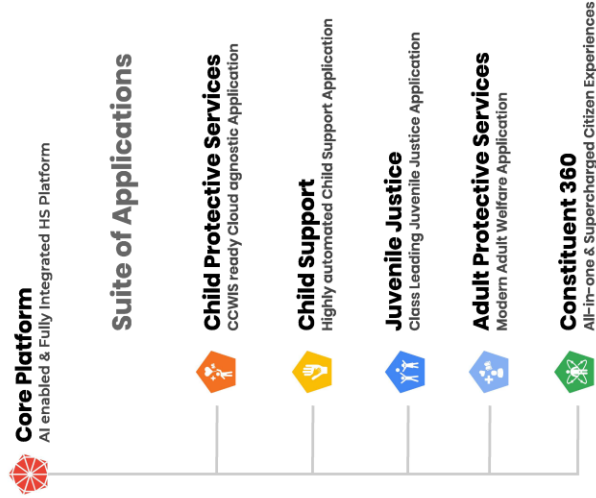 Core Platform
AI enabled & Fully Integrated HS Platform
Suite of Applications
Child Protective Services
CCWIS ready Cloud agnostic Application
Child Support
Highly automated Child Support Application
Juvenile Justice
Class Leading Juvenile Justice Application
Adult Protective Services
Modern Adult Welfare Application
Constituent 360
All-in-one & Supercharged Citizen Experiences